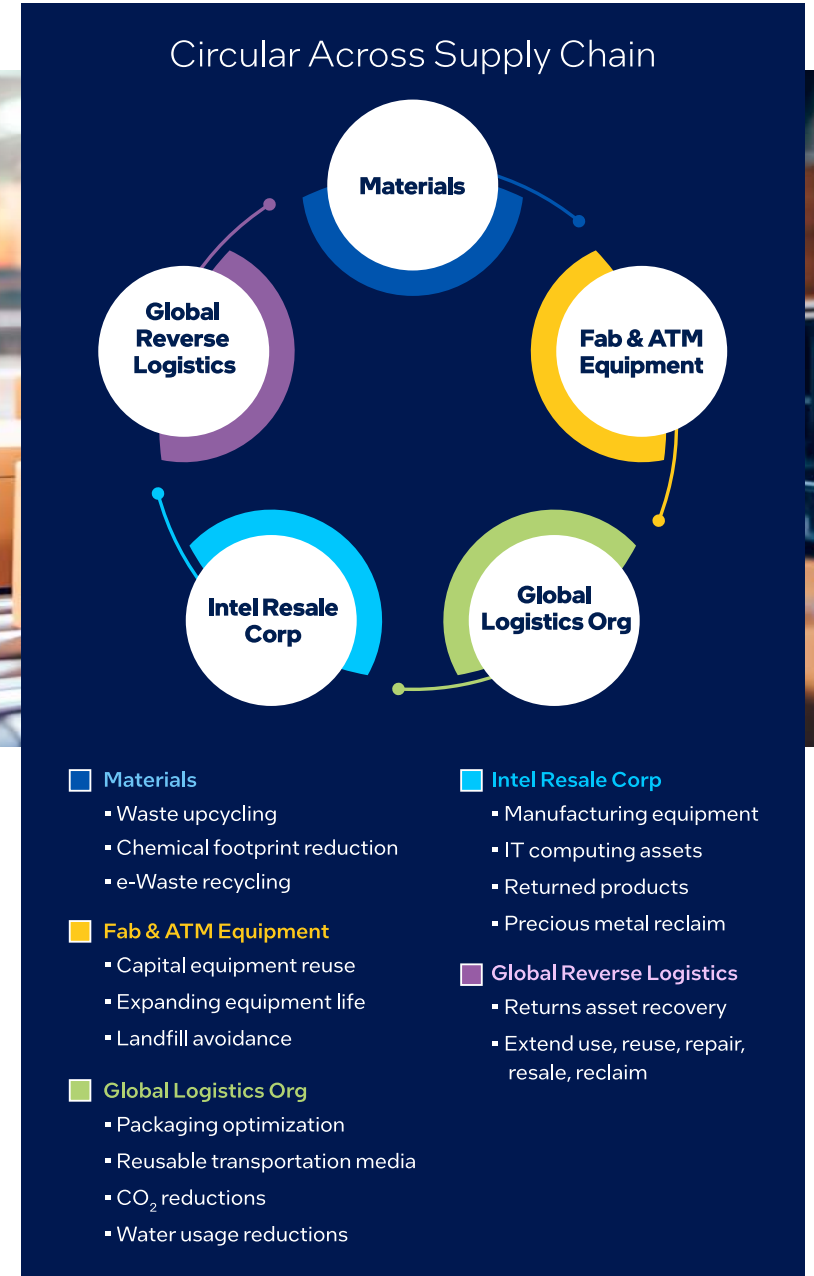 Circular Across Supply Chain
Materials
Fab & ATM
Equipment
Global
Logistics Org
Intel Resale
Corp
Global
Reverse
Logistics
Materials
▪ Waste upcycling
▪ Chemical footprint reduction
▪ e-Waste recycling
Fab & ATM Equipment
▪ Capital equipment reuse
▪ Expanding equipment life
▪ Landfill avoidance
Global Logistics Org
▪ Packaging optimization
▪ Reusable transportation media
▪ CO₂ reductions
▪ Water usage reductions
Intel Resale Corp
▪ Manufacturing equipment
▪ IT computing assets
▪ Returned products
▪ Precious metal reclaim
Global Reverse Logistics
▪ Returns asset recovery
▪ Extend use, reuse, repair,
resale, reclaim